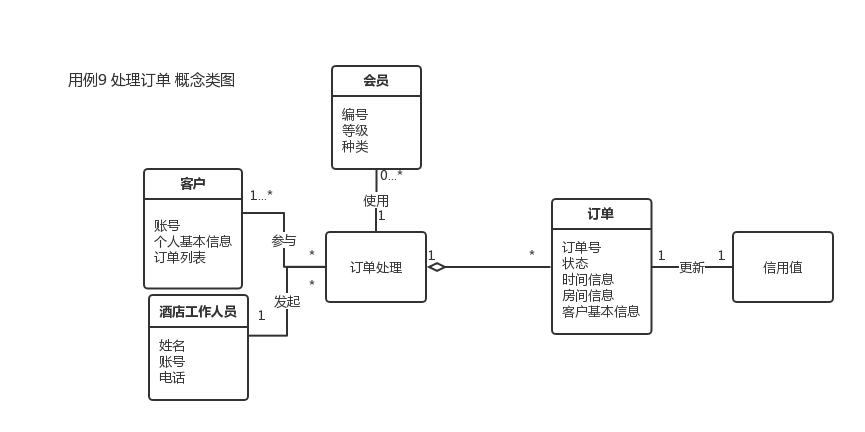 用例9 处理订单 概念类图
会员
编号
等级
种类
0...*
使用
1
客户
账号
个人基本信息
订单列表
1...*
参与
*
订单处理
1
*
订单
订单号
状态
时间信息
房间信息
客户基本信息
1
更新
1
信用值
*
发起
1
酒店工作人员
姓名
账号
电话